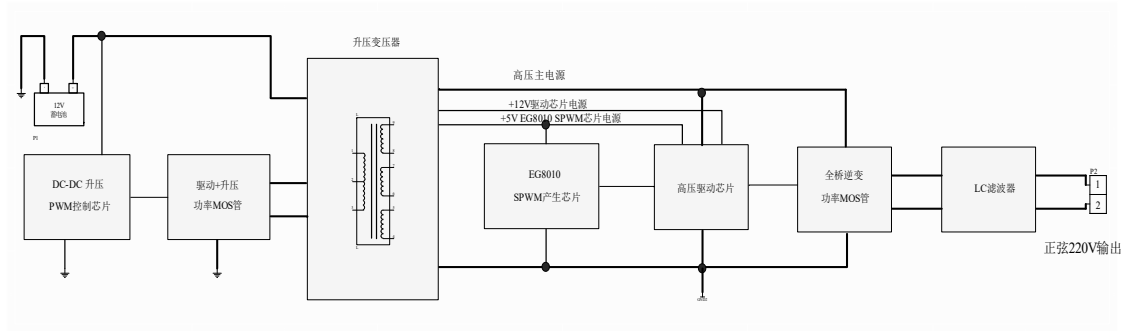 升压变压器
高压主电源
12V
蓄电池
+12V驱动芯片电源
+5V EG8010 SPWM芯片电源
P1
DC-DC 升压
PWM控制芯片
驱动+升压
功率MOS管
EG8010
SPWM产生芯片
高压驱动芯片
全桥逆变
功率MOS管
LC滤波器
P2
1
2
正弦220V输出